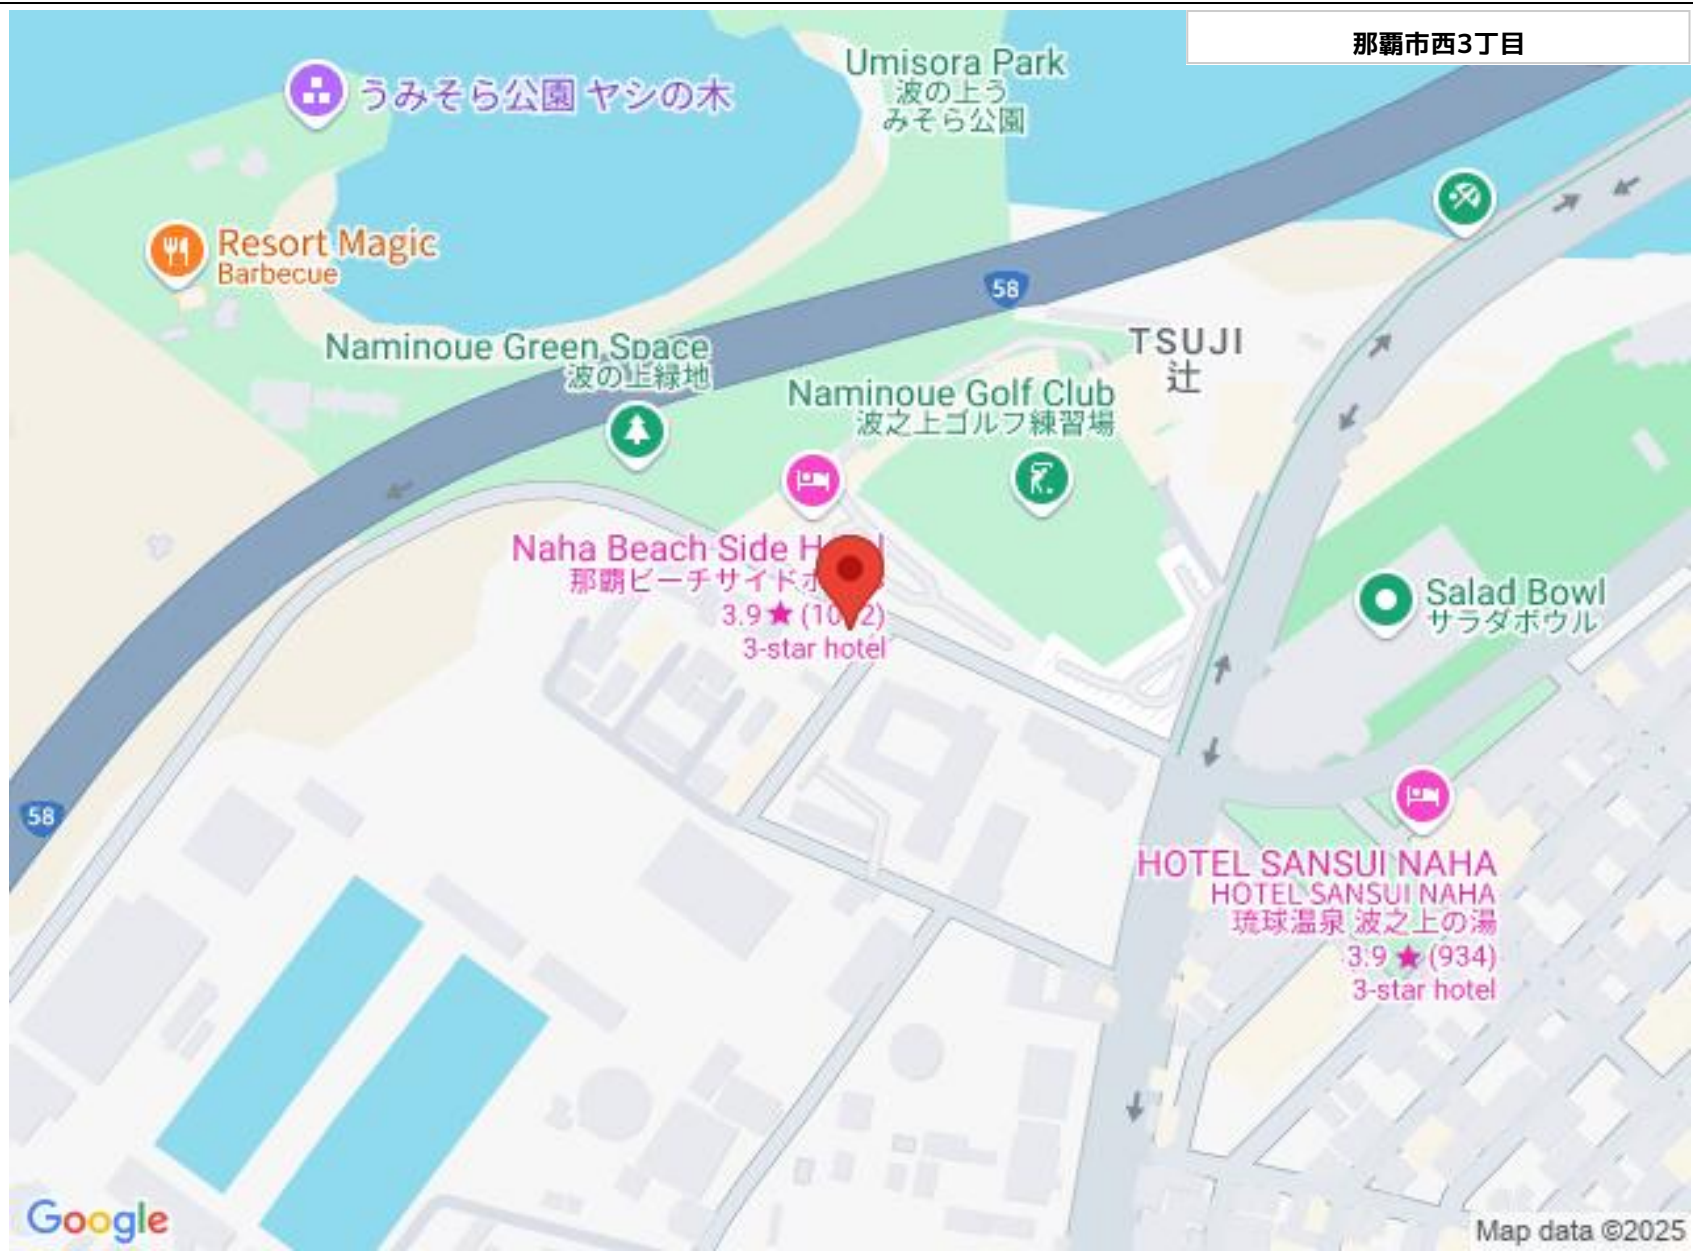 那覇市西3丁目
Umisora Park
波の上う
みそら公園
うみそら公園 ヤシの木
Resort Magic
Barbecue
58
Naminoue Green Space
波の上緑地
TSUJI
辻
Naminoue Golf Club
波之上ゴルフ練習場
Naha Beach Side
那覇ビーチサイド
3.9 ★
3-star hotel
Salad Bowl
サラダボウル
58
HOTEL SANSUI NAHA
HOTEL SANSUI NAHA
琉球温泉 波之上の湯
3.9 ★ (934)
3-star hotel
Google
Map data ©2025